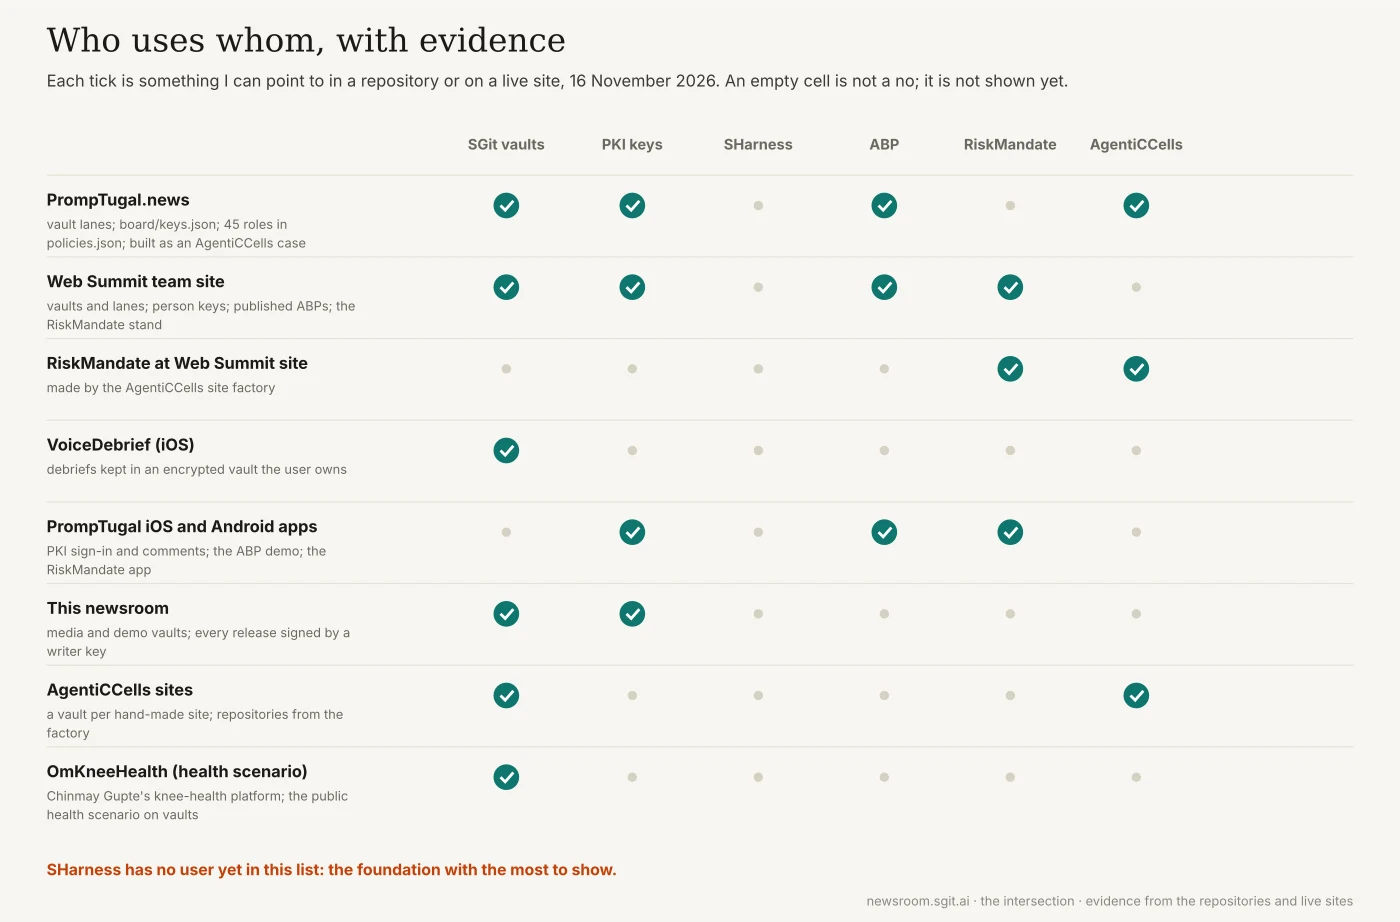 Who uses whom, with evidence
Each tick is something I can point to in a repository or on a live site, 16 November 2026. An empty cell is not a no; it is not shown yet.
SGit vaults PKI keys SHarness ABP RiskMandate AgentiCCells
PrompTugal.news
vault lanes; board/keys.json; 45 roles in
policies.json; built as an AgentiCCells case
Web Summit team site
vaults and lanes; person keys; published ABPs; the
RiskMandate stand
RiskMandate at Web Summit site
made by the AgentiCCells site factory
VoiceDebrief (iOS)
debriefs kept in an encrypted vault the user owns
PrompTugal iOS and Android apps
PKI sign-in and comments; the ABP demo; the
RiskMandate app
This newsroom
media and demo vaults; every release signed by a
writer key
AgentiCCells sites
a vault per hand-made site; repositories from the
factory
OmKneeHealth (health scenario)
Chinmay Gupte's knee-health platform; the public
health scenario on vaults
SHarness has no user yet in this list: the foundation with the most to show.
newsroom.sgit.ai · the intersection · evidence from the repositories and live sites